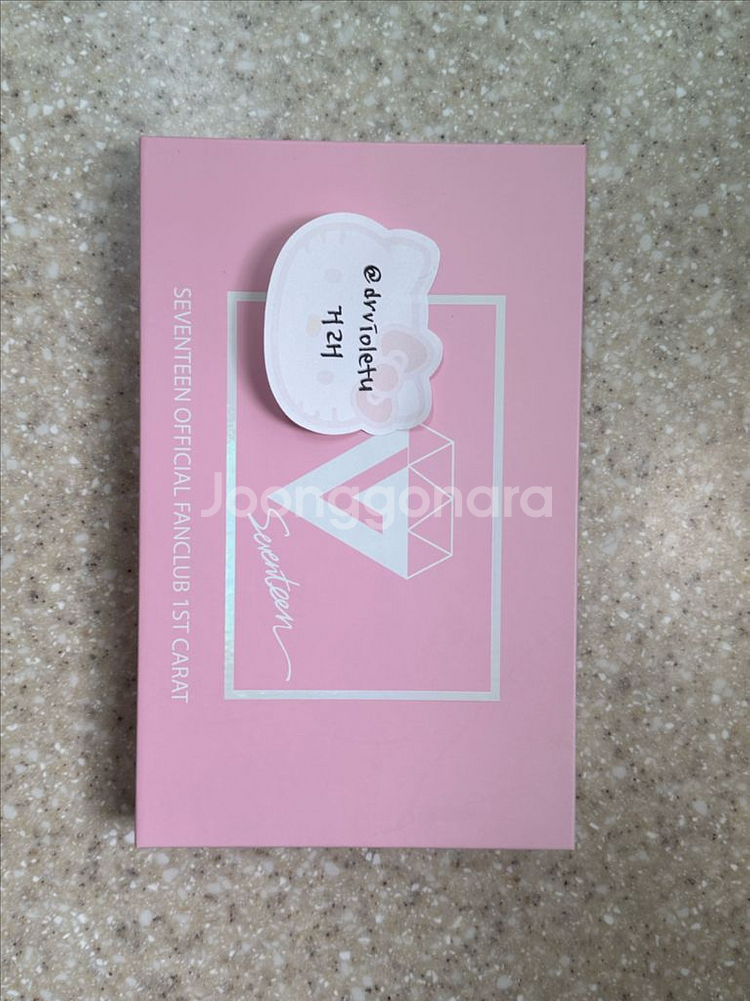 @drvioletu
거래
Seventeen
SEVENTEEN OFFICIAL FANCLUB 1ST CARAT
Joonggonara